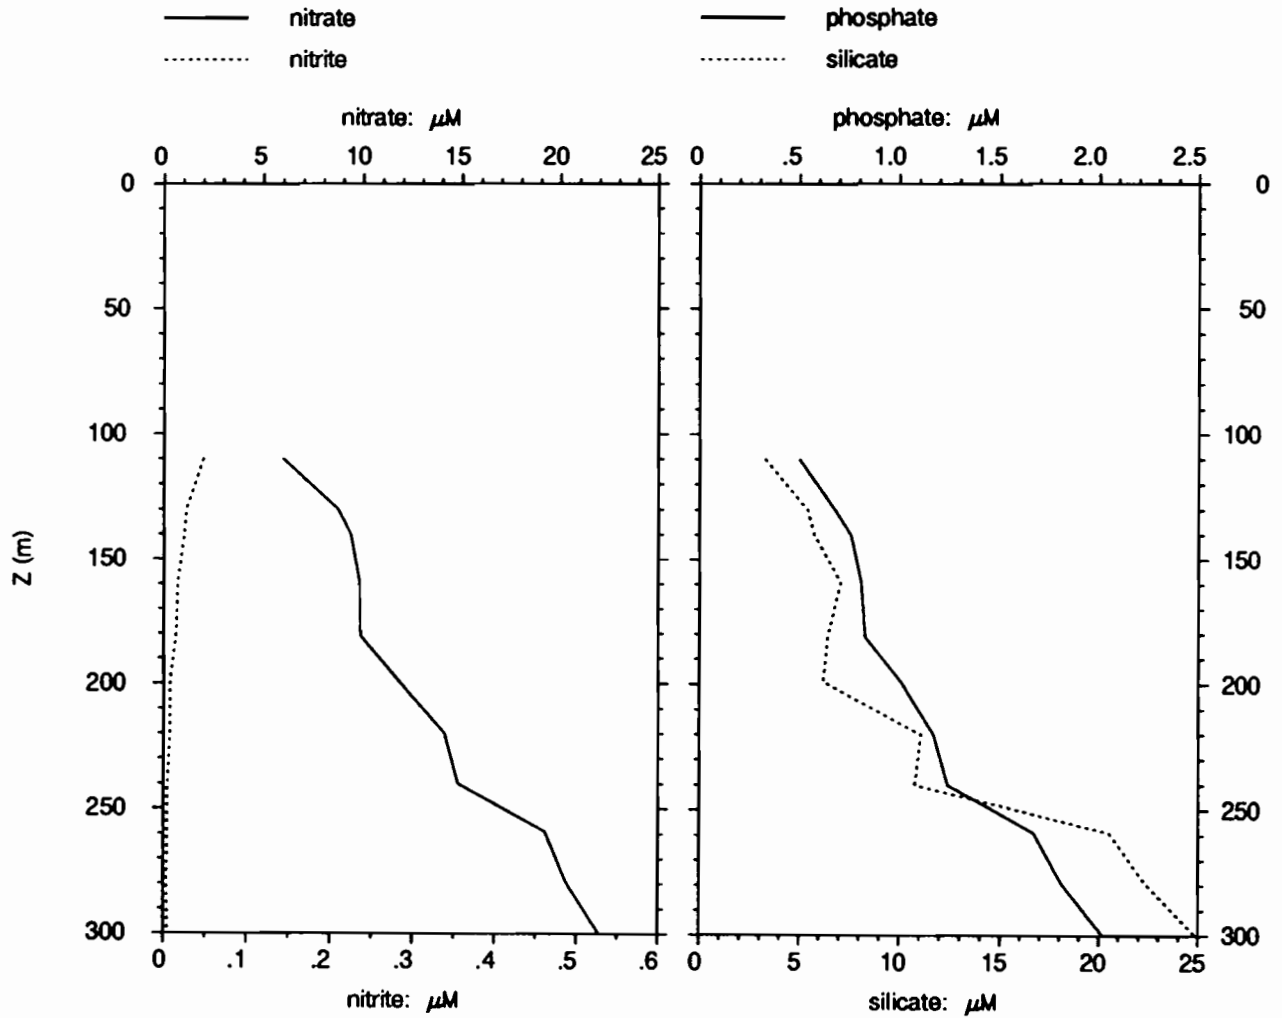 nitrate phosphate
nitrite silicate
nitrate: μM phosphate: μM
0 5 10 15 20 25 0 .5 1.0 1.5 2.0 2.5
0 0
50 50
100 100
Z (m)
150 150
200 200
250 250
300 300
0 .1 .2 .3 .4 .5 .6 0 5 10 15 20 25
nitrite: μM silicate: μM